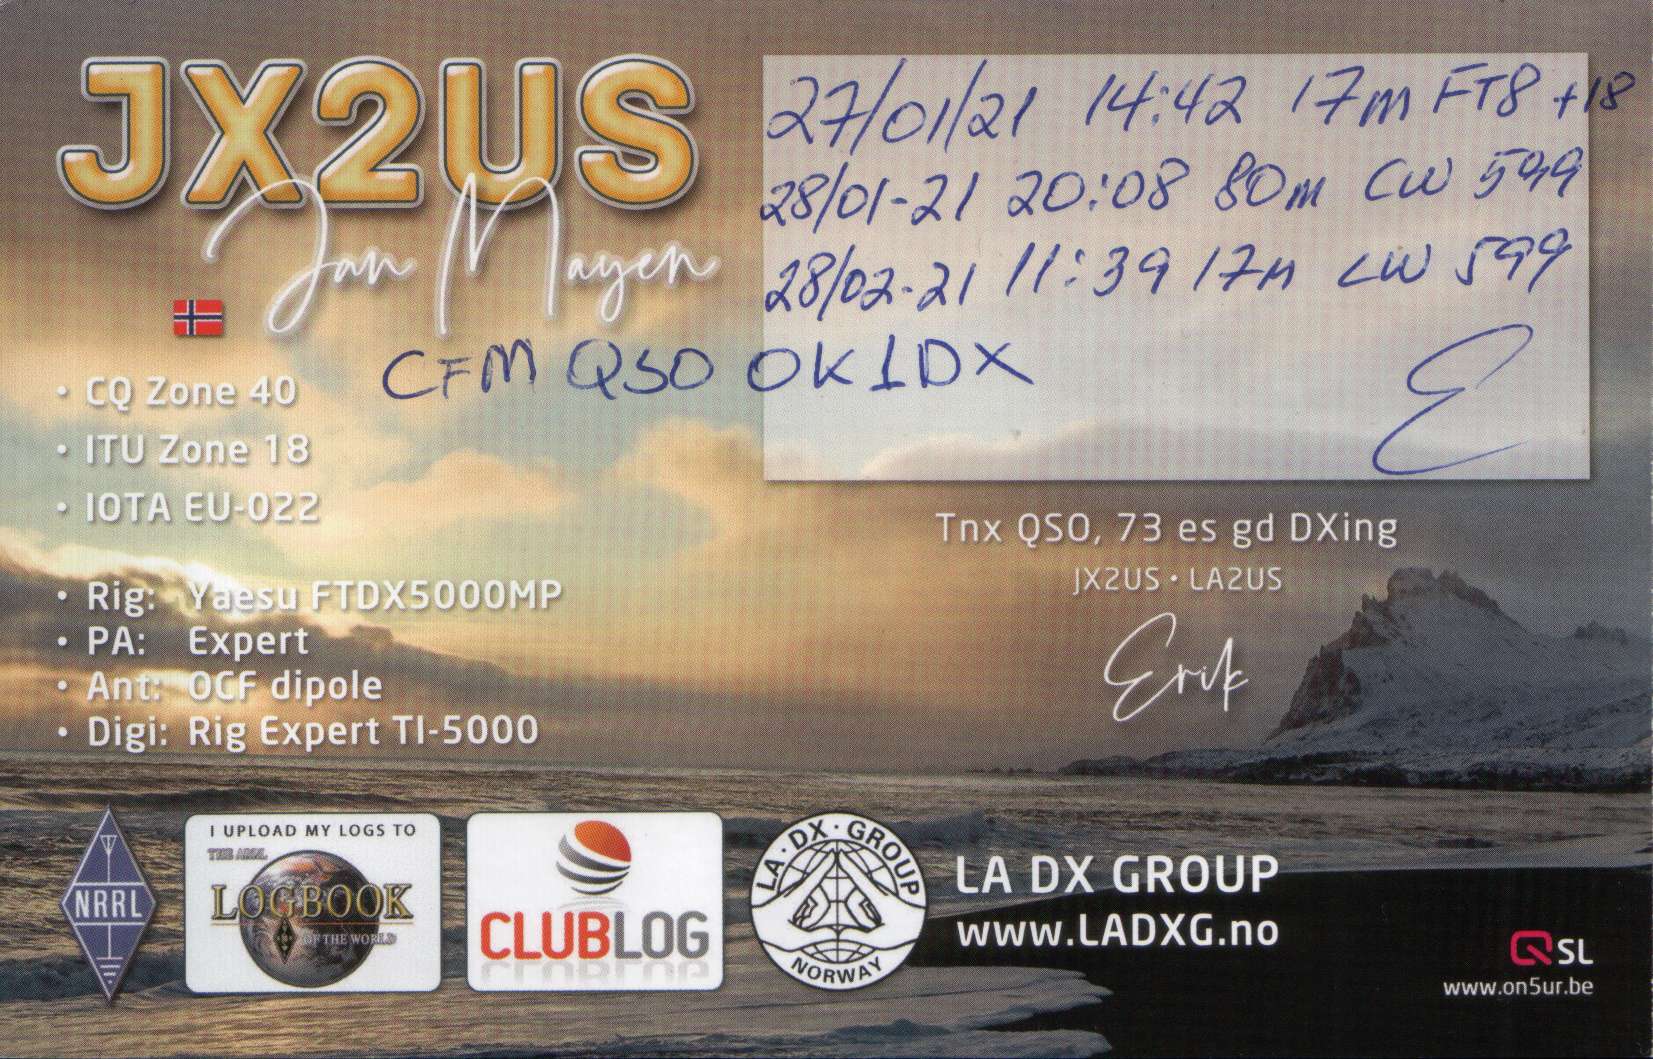 JX2US
Jan Mayen
27/01/21 14:42 17m FT8 +18
28/01-21 20:08 80m CW 599
28/02-21 11:39 17m CW 599
CFM QSO OK1DX
E
• CQ Zone 40
• ITU Zone 18
• IOTA EU-022
• Rig: Yaesu FTDX5000MP
• PA: Expert
• Ant: OCF dipole
• Digi: Rig Expert TI-5000
Tnx QSO, 73 es gd DXing
JX2US • LA2US
Erik
NRRL
I UPLOAD MY LOGS TO
THE ARRL
LOGBOOK
OF THE WORLD
CLUBLOG
LA · DX · GROUP
NORWAY
LA DX GROUP
www.LADXG.no
QSL
www.on5ur.be